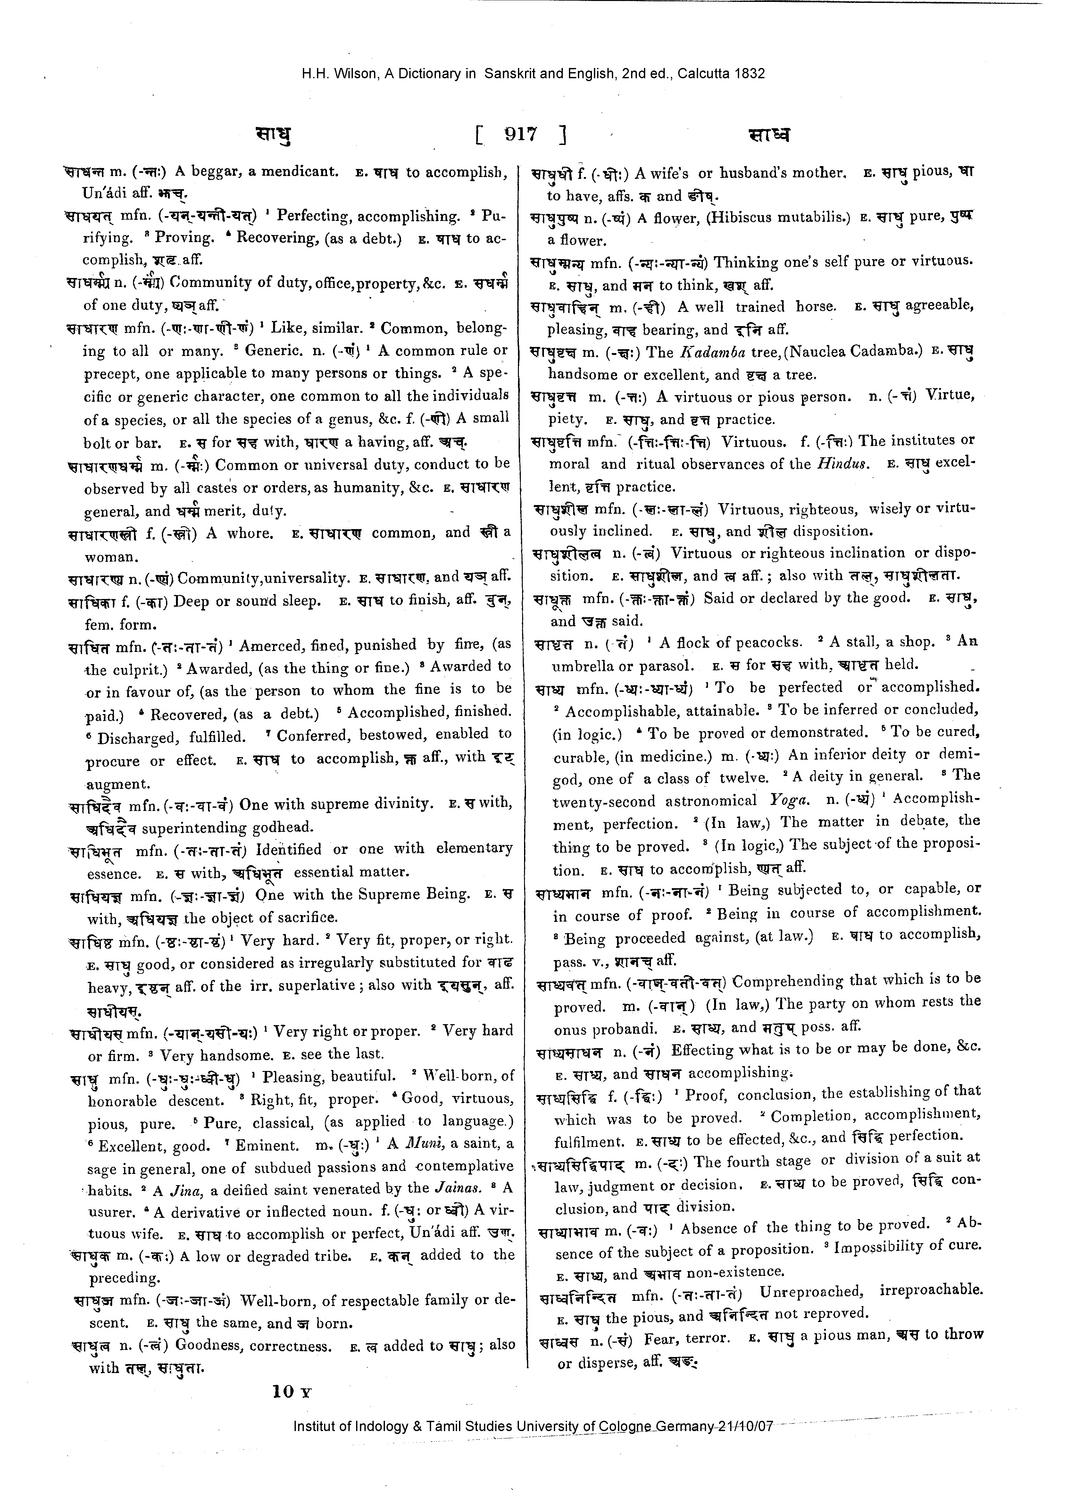 H.H. Wilson, A Dictionary in Sanskrit and English, 2nd ed., Calcutta 1832
साधु [ 917 ] साध्व
साधन्त m. (-न्तः) A beggar, a mendicant. E. षाध to accomplish,
Un'ádi aff. झच्.
साधयत् mfn. (-यन्-यन्ती-यत्) ¹ Perfecting, accomplishing. ² Pu-
rifying. ³ Proving. ⁴ Recovering, (as a debt.) E. षाध to ac-
complish, शतृ aff.
साधर्म्म्य n. (-र्म्म्यं) Community of duty, office, property, &c. E. सधर्म्म
of one duty, ष्यञ् aff.
साधारण mfn. (-णः-णा-णी-णं) ¹ Like, similar. ² Common, belong-
ing to all or many. ³ Generic. n. (-णं) ¹ A common rule or
precept, one applicable to many persons or things. ² A spe-
cific or generic character, one common to all the individuals
of a species, or all the species of a genus, &c. f. (-णी) A small
bolt or bar. E. स for सह with, धारण a having, aff. अच्.
साधारणधर्म्म m. (-र्म्मः) Common or universal duty, conduct to be
observed by all castes or orders, as humanity, &c. E. साधारण
general, and धर्म्म merit, duty.
साधारणस्त्री f. (-स्त्री) A whore. E. साधारण common, and स्त्री a
woman.
साधारण्य n. (-ण्यं) Community, universality. E. साधारण, and यञ् aff.
साधिका f. (-का) Deep or sound sleep. E. साध to finish, aff. वुन्,
fem. form.
साधित mfn. (-तः-ता-तं) ¹ Amerced, fined, punished by fine, (as
the culprit.) ² Awarded, (as the thing or fine.) ³ Awarded to
or in favour of, (as the person to whom the fine is to be
paid.) ⁴ Recovered, (as a debt.) ⁵ Accomplished, finished.
⁶ Discharged, fulfilled. ⁷ Conferred, bestowed, enabled to
procure or effect. E. साध to accomplish, क्त aff., with इट्
augment.
साधिदैव mfn. (-वः-वा-वं) One with supreme divinity. E. स with,
अधिदैव superintending godhead.
साधिभूत mfn. (-तः-ता-तं) Identified or one with elementary
essence. E. स with, अधिभूत essential matter.
साधियज्ञ mfn. (-ज्ञः-ज्ञा-ज्ञं) One with the Supreme Being. E. स
with, अधियज्ञ the object of sacrifice.
साधिष्ठ mfn. (-ष्ठः-ष्ठा-ष्ठं) ¹ Very hard. ² Very fit, proper, or right.
E. साधु good, or considered as irregularly substituted for वाढ
heavy, इष्ठन् aff. of the irr. superlative; also with इयसुन्, aff.
साधीयस्.
साधीयस् mfn. (-यान्-यसी-यः) ¹ Very right or proper. ² Very hard
or firm. ³ Very handsome. E. see the last.
साधु mfn. (-धुः-धुः-ध्वी-धु) ¹ Pleasing, beautiful. ² Well-born, of
honorable descent. ³ Right, fit, proper. ⁴ Good, virtuous,
pious, pure. ⁵ Pure, classical, (as applied to language.)
⁶ Excellent, good. ⁷ Eminent. m. (-धुः) ¹ A Muni, a saint, a
sage in general, one of subdued passions and contemplative
habits. ² A Jina, a deified saint venerated by the Jainas. ³ A
usurer. ⁴ A derivative or inflected noun. f. (-धुः or ध्वी) A vir-
tuous wife. E. साध to accomplish or perfect, Un'ádi aff. उण्.
साधुक m. (-कः) A low or degraded tribe. E. कन् added to the
preceding.
साधुज mfn. (-जः-जा-जं) Well-born, of respectable family or de-
scent. E. साधु the same, and ज born.
साधुत्व n. (-त्वं) Goodness, correctness. E. त्व added to साधु; also
with तल्, साधुता.
10 Y
साधुधी f. (-धीः) A wife's or husband's mother. E. साधु pious, धा
to have, affs. क and ङीष्.
साधुपुष्प n. (-ष्पं) A flower, (Hibiscus mutabilis.) E. साधु pure, पुष्प
a flower.
साधुम्मन्य mfn. (-न्यः-न्या-न्यं) Thinking one's self pure or virtuous.
E. साधु, and मन to think, खश् aff.
साधुवाहिन् m. (-ही) A well trained horse. E. साधु agreeable,
pleasing, वाह bearing, and इनि aff.
साधुवृक्ष m. (-क्षः) The Kadamba tree, (Nauclea Cadamba.) E. साधु
handsome or excellent, and वृक्ष a tree.
साधुवृत्त m. (-त्तः) A virtuous or pious person. n. (-त्तं) Virtue,
piety. E. साधु, and वृत्त practice.
साधुवृत्ति mfn. (-त्तिः-त्तिः-त्ति) Virtuous. f. (-त्तिः) The institutes or
moral and ritual observances of the Hindus. E. साधु excel-
lent, वृत्ति practice.
साधुशील mfn. (-लः-ला-लं) Virtuous, righteous, wisely or virtu-
ously inclined. E. साधु, and शील disposition.
साधुशीलत्व n. (-त्वं) Virtuous or righteous inclination or dispo-
sition. E. साधुशील, and त्व aff.; also with तल्, साधुशीलता.
साधूक्त mfn. (-क्तः-क्ता-क्तं) Said or declared by the good. E. साधु,
and उक्त said.
साधृत n. (-तं) ¹ A flock of peacocks. ² A stall, a shop. ³ An
umbrella or parasol. E. स for सह with, आधृत held.
साध्य mfn. (-ध्यः-ध्या-ध्यं) ¹ To be perfected or accomplished.
² Accomplishable, attainable. ³ To be inferred or concluded,
(in logic.) ⁴ To be proved or demonstrated. ⁵ To be cured,
curable, (in medicine.) m. (-ध्यः) An inferior deity or demi-
god, one of a class of twelve. ² A deity in general. ³ The
twenty-second astronomical Yoga. n. (-ध्यं) ¹ Accomplish-
ment, perfection. ² (In law,) The matter in debate, the
thing to be proved. ³ (In logic,) The subject of the proposi-
tion. E. साध to accomplish, ण्यत् aff.
साध्यमान mfn. (-नः-ना-नं) ¹ Being subjected to, or capable, or
in course of proof. ² Being in course of accomplishment.
³ Being proceeded against, (at law.) E. षाध to accomplish,
pass. v., शानच् aff.
साध्यवत् mfn. (-वान्-वती-वत्) Comprehending that which is to be
proved. m. (-वान्) (In law,) The party on whom rests the
onus probandi. E. साध्य, and मतुप् poss. aff.
साध्यसाधन n. (-नं) Effecting what is to be or may be done, &c.
E. साध्य, and साधन accomplishing.
साध्यसिद्धि f. (-द्धिः) ¹ Proof, conclusion, the establishing of that
which was to be proved. ² Completion, accomplishment,
fulfilment. E. साध्य to be effected, &c., and सिद्धि perfection.
साध्यसिद्धिपाद् m. (-दः) The fourth stage or division of a suit at
law, judgment or decision. E. साध्य to be proved, सिद्धि con-
clusion, and पाद् division.
साध्याभाव m. (-वः) ¹ Absence of the thing to be proved. ² Ab-
sence of the subject of a proposition. ³ Impossibility of cure.
E. साध्य, and अभाव non-existence.
साध्वनिन्दित mfn. (-तः-ता-तं) Unreproached, irreproachable.
E. साधु the pious, and अनिन्दित not reproved.
साध्वस n. (-सं) Fear, terror. E. साधु a pious man, अस to throw
or disperse, aff. अङ्.
Institut of Indology & Tamil Studies University of Cologne Germany 21/10/07